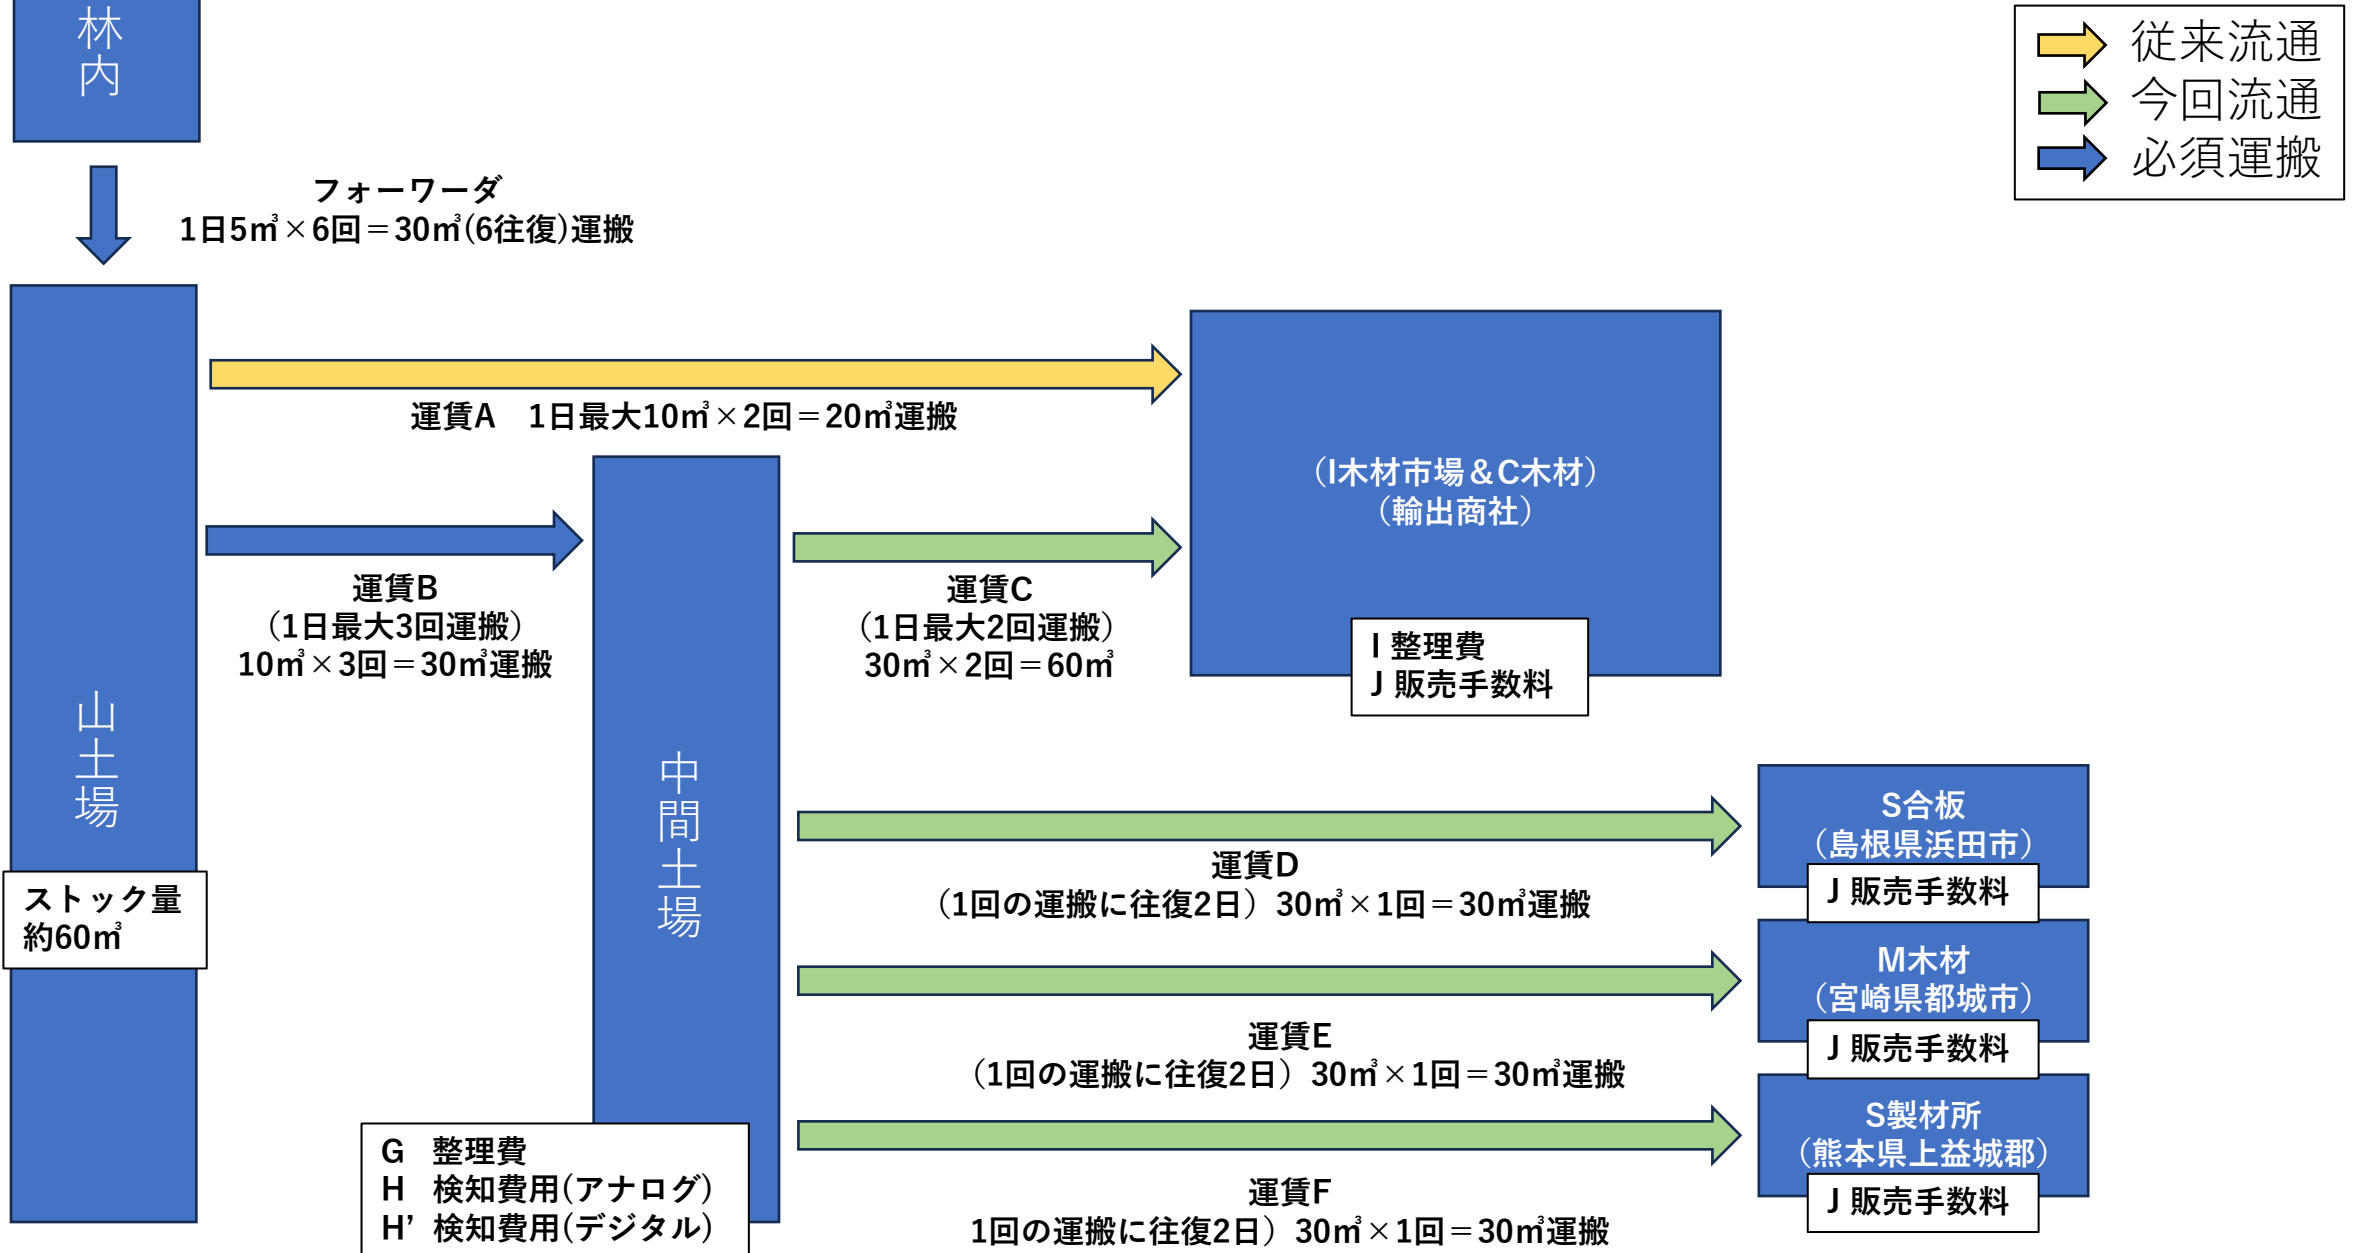 林内
従来流通
今回流通
必須運搬
フォーワーダ
1日5㎥×6回＝30㎥(6往復)運搬
運賃A　1日最大10㎥×2回＝20㎥運搬
（I木材市場＆C木材）
（輸出商社）
運賃B
（1日最大3回運搬）
10㎥×3回＝30㎥運搬
運賃C
（1日最大2回運搬）
30㎥×2回＝60㎥
I 整理費
J 販売手数料
山土場
中間土場
ストック量
約60㎥
S合板
（島根県浜田市）
J 販売手数料
運賃D
（1回の運搬に往復2日）30㎥×1回＝30㎥運搬
M木材
（宮崎県都城市）
J 販売手数料
運賃E
（1回の運搬に往復2日）30㎥×1回＝30㎥運搬
S製材所
（熊本県上益城郡）
J 販売手数料
運賃F
1回の運搬に往復2日）30㎥×1回＝30㎥運搬
G　整理費
H　検知費用(アナログ)
H’ 検知費用(デジタル)